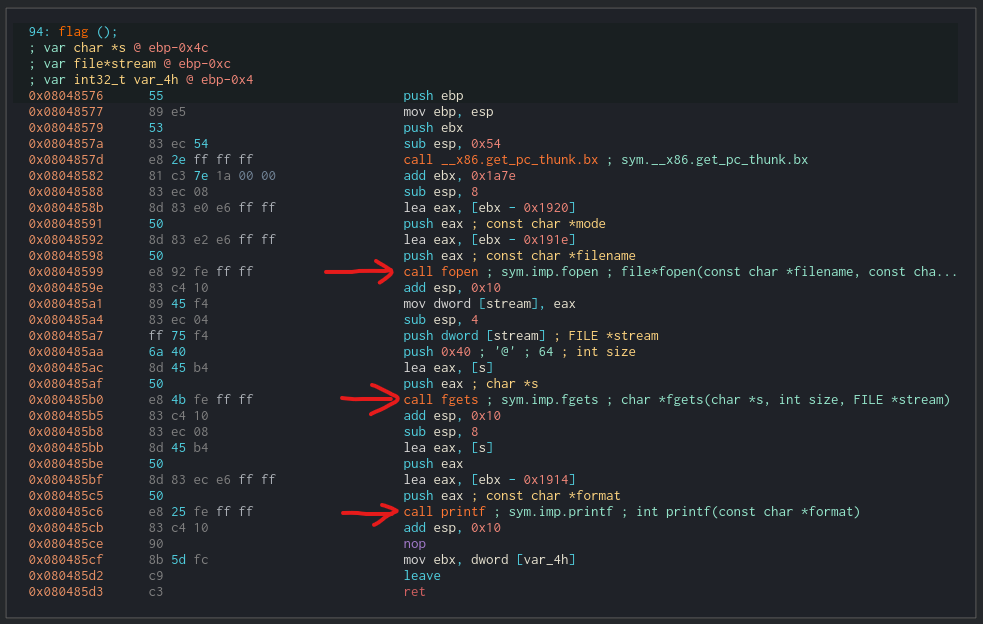 94: flag ();
; var char *s @ ebp-0x4c
; var file*stream @ ebp-0xc
; var int32_t var_4h @ ebp-0x4
0x08048576 55 push ebp
0x08048577 89 e5 mov ebp, esp
0x08048579 53 push ebx
0x0804857a 83 ec 54 sub esp, 0x54
0x0804857d e8 2e ff ff ff call __x86.get_pc_thunk.bx ; sym.__x86.get_pc_thunk.bx
0x08048582 81 c3 7e 1a 00 00 add ebx, 0x1a7e
0x08048588 83 ec 08 sub esp, 8
0x0804858b 8d 83 e0 e6 ff ff lea eax, [ebx - 0x1920]
0x08048591 50 push eax ; const char *mode
0x08048592 8d 83 e2 e6 ff ff lea eax, [ebx - 0x191e]
0x08048598 50 push eax ; const char *filename
0x08048599 e8 92 fe ff ff call fopen ; sym.imp.fopen ; file*fopen(const char *filename, const cha...
0x0804859e 83 c4 10 add esp, 0x10
0x080485a1 89 45 f4 mov dword [stream], eax
0x080485a4 83 ec 04 sub esp, 4
0x080485a7 ff 75 f4 push dword [stream] ; FILE *stream
0x080485aa 6a 40 push 0x40 ; '@' ; 64 ; int size
0x080485ac 8d 45 b4 lea eax, [s]
0x080485af 50 push eax ; char *s
0x080485b0 e8 4b fe ff ff call fgets ; sym.imp.fgets ; char *fgets(char *s, int size, FILE *stream)
0x080485b5 83 c4 10 add esp, 0x10
0x080485b8 83 ec 08 sub esp, 8
0x080485bb 8d 45 b4 lea eax, [s]
0x080485be 50 push eax
0x080485bf 8d 83 ec e6 ff ff lea eax, [ebx - 0x1914]
0x080485c5 50 push eax ; const char *format
0x080485c6 e8 25 fe ff ff call printf ; sym.imp.printf ; int printf(const char *format)
0x080485cb 83 c4 10 add esp, 0x10
0x080485ce 90 nop
0x080485cf 8b 5d fc mov ebx, dword [var_4h]
0x080485d2 c9 leave
0x080485d3 c3 ret